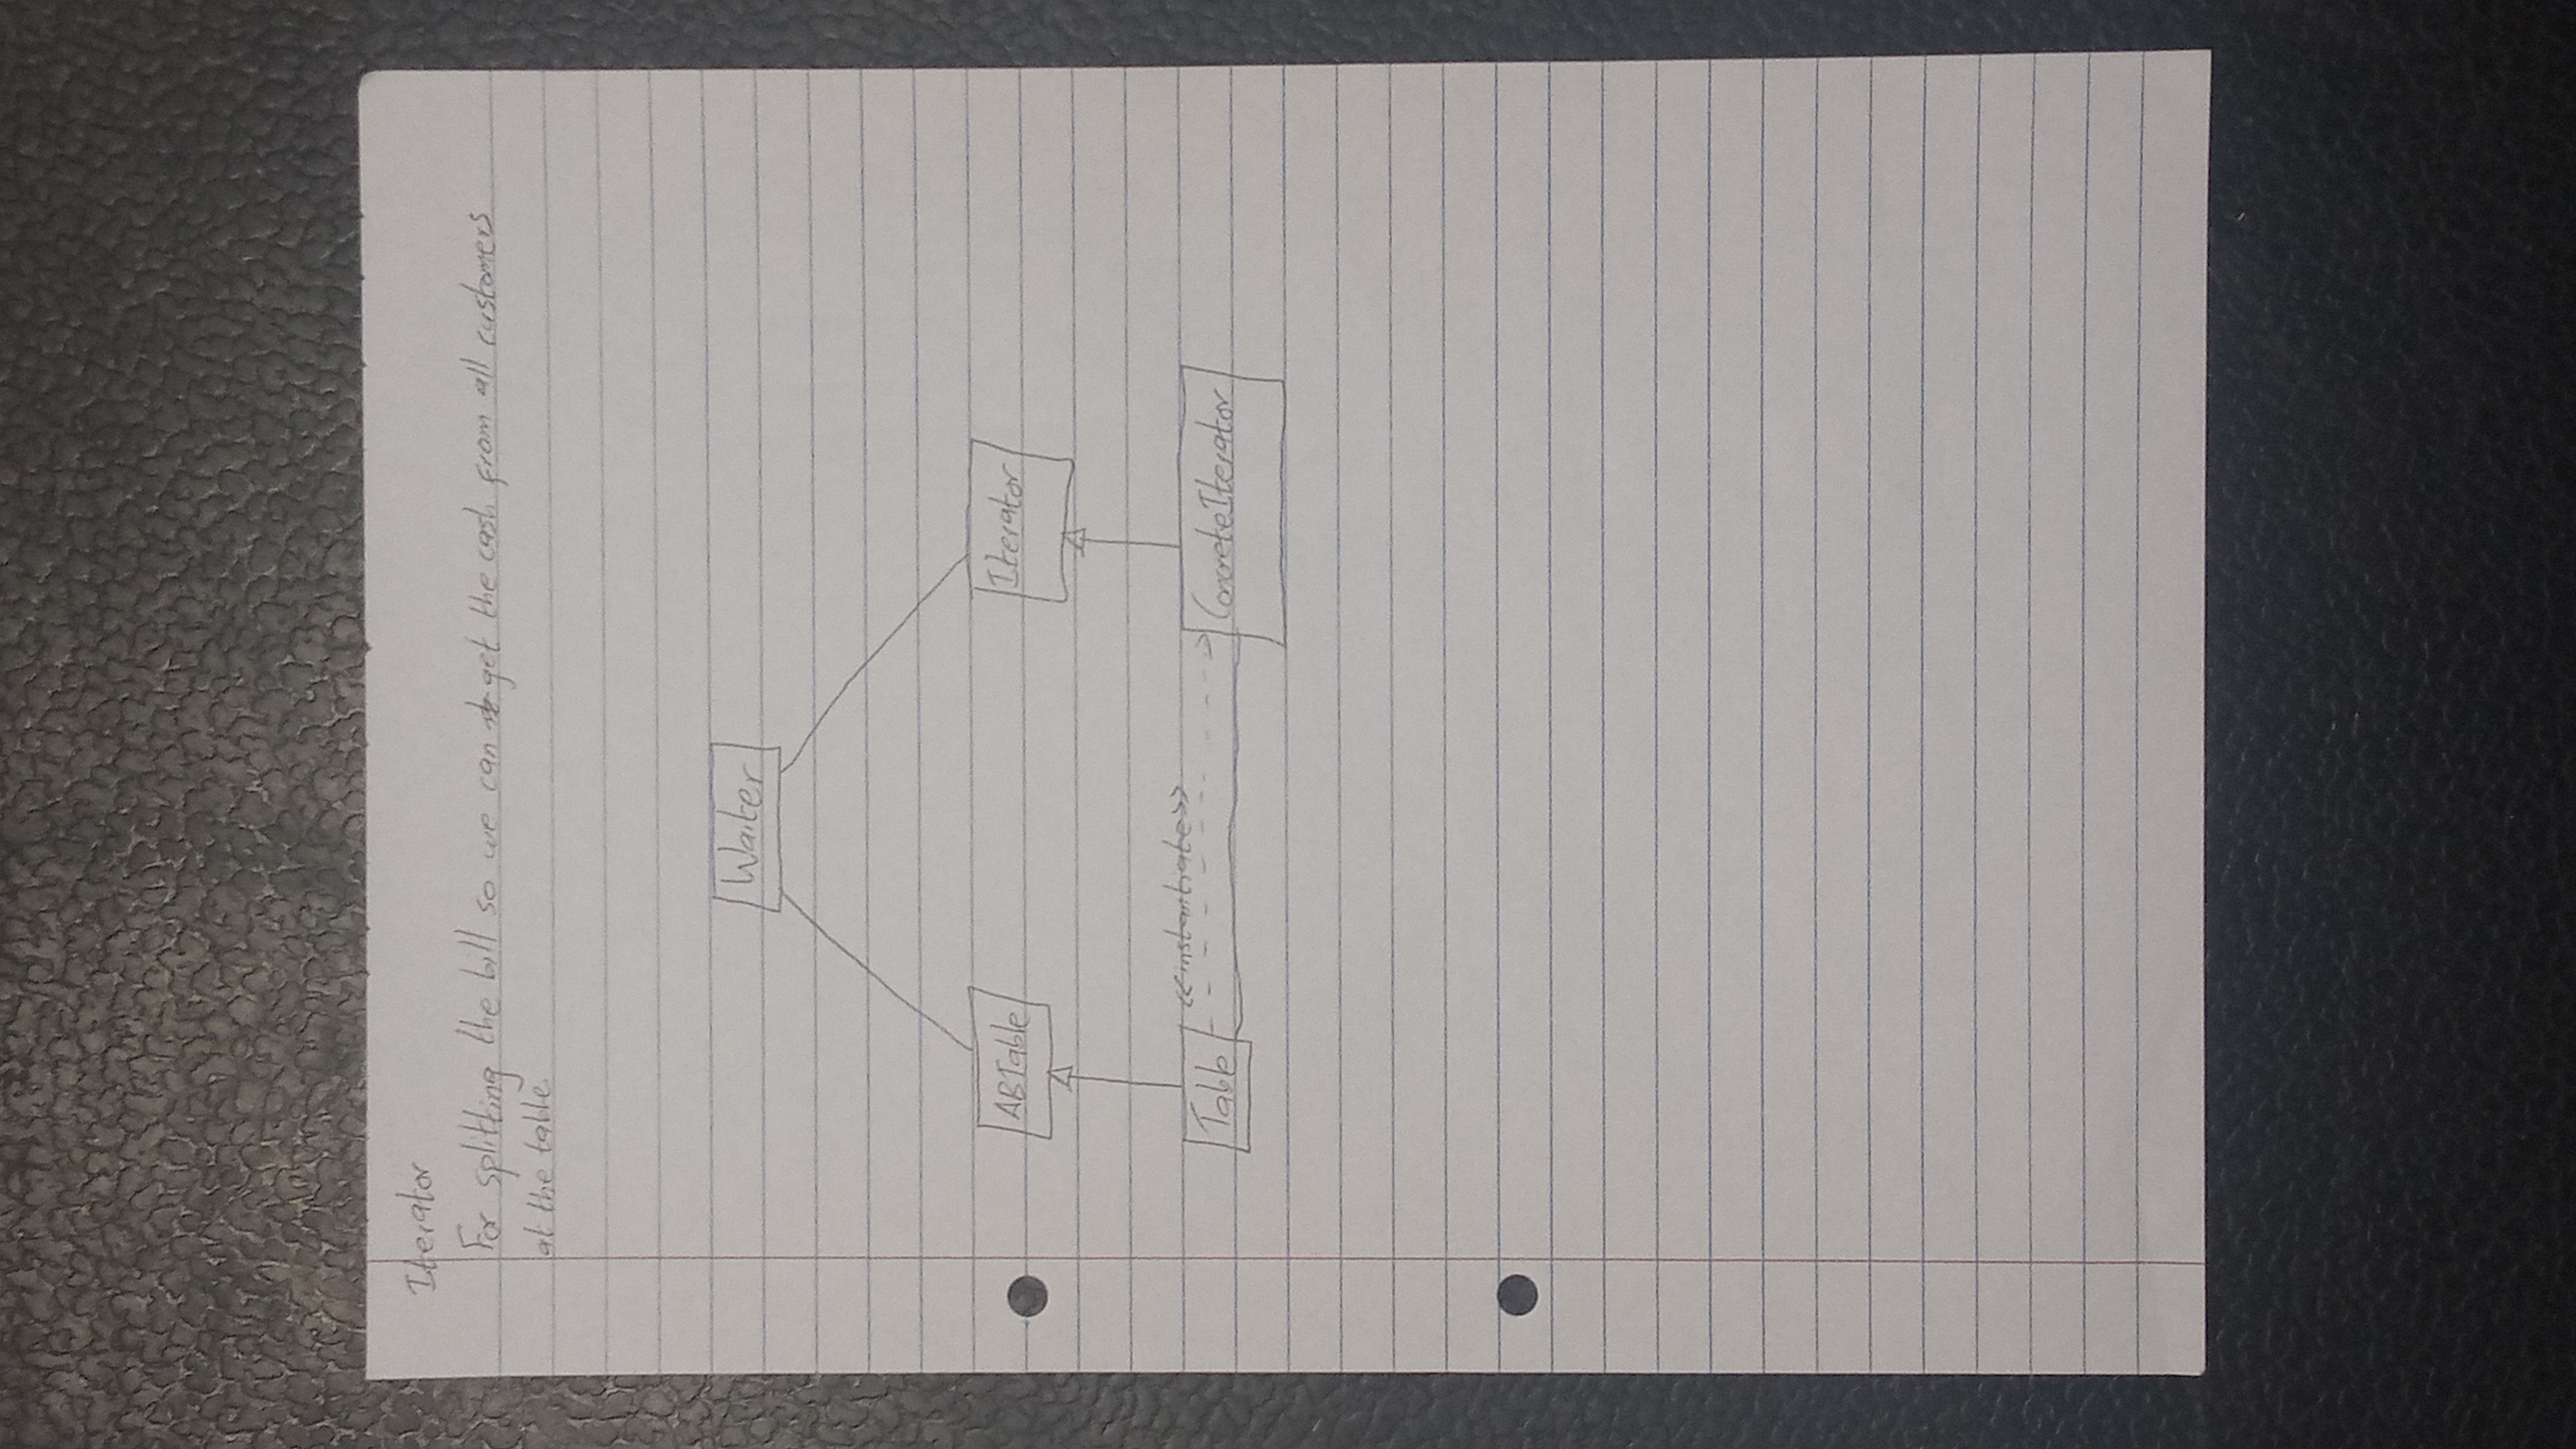 Iterator
For splitting the bill so we can get the cash from all customers
at the table.
Waiter
ABTable
Iterator
<<instantiate>>
Table
ConcreteIterator